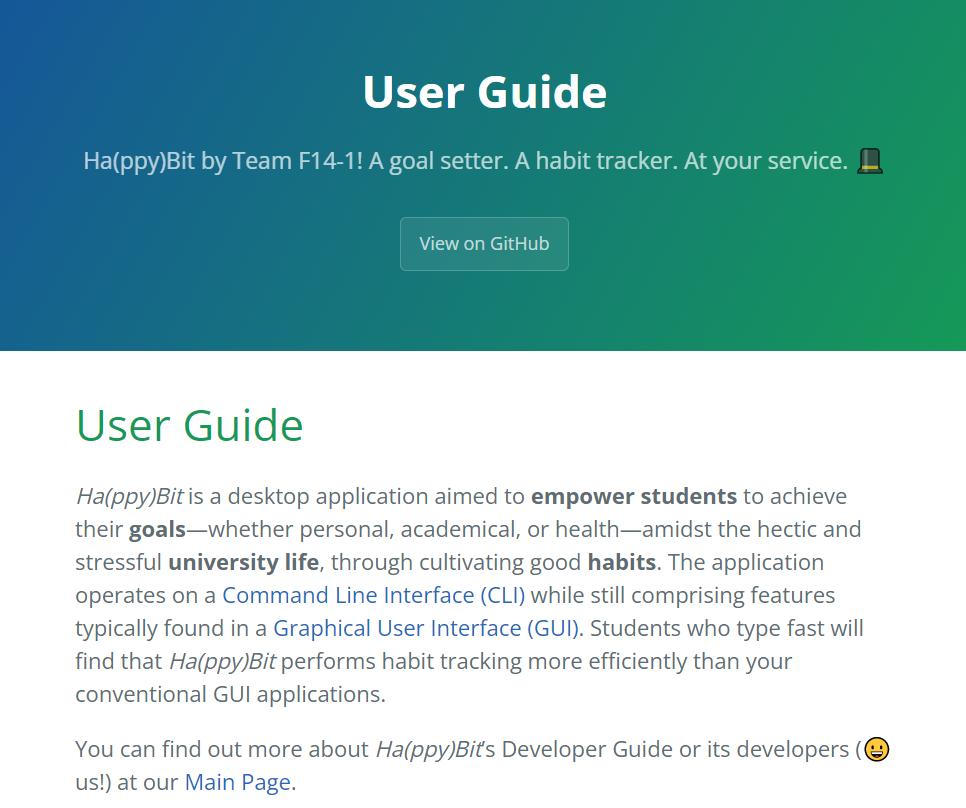 User Guide
Ha(ppy)Bit by Team F14-1! A goal setter. A habit tracker. At your service. 🎩
View on GitHub
User Guide
Ha(ppy)Bit is a desktop application aimed to empower students to achieve
their goals—whether personal, academical, or health—amidst the hectic and
stressful university life, through cultivating good habits. The application
operates on a Command Line Interface (CLI) while still comprising features
typically found in a Graphical User Interface (GUI). Students who type fast will
find that Ha(ppy)Bit performs habit tracking more efficiently than your
conventional GUI applications.
You can find out more about Ha(ppy)Bit's Developer Guide or its developers (😀
us!) at our Main Page.